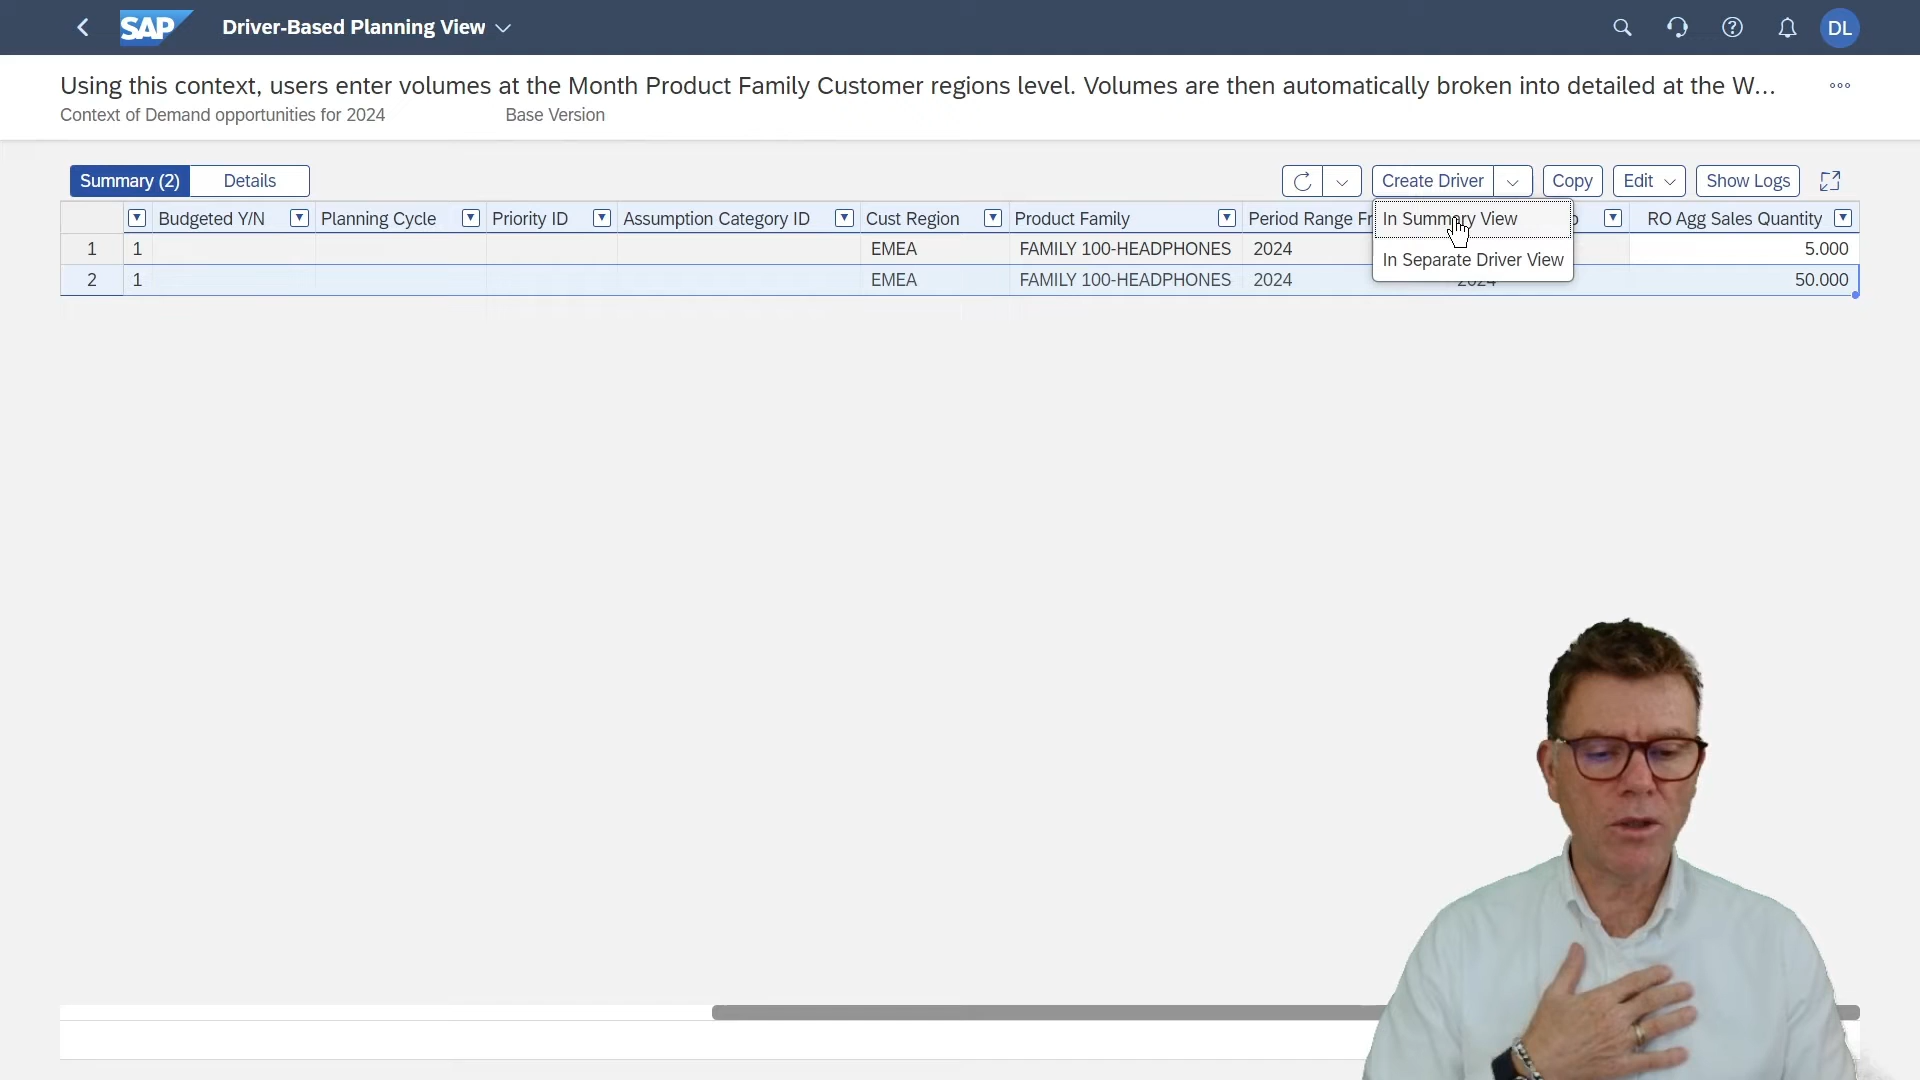 SAP Driver-Based Planning View DL
Using this context, users enter volumes at the Month Product Family Customer regions level. Volumes are then automatically broken into detailed at the W...
Context of Demand opportunities for 2024 Base Version
Summary (2) Details Create Driver Copy Edit Show Logs
Budgeted Y/N Planning Cycle Priority ID Assumption Category ID Cust Region Product Family Period Range Fr RO Agg Sales Quantity
In Summary View
1 1 EMEA FAMILY 100-HEADPHONES 2024 5.000
In Separate Driver View
2 1 EMEA FAMILY 100-HEADPHONES 2024 2024 50.000